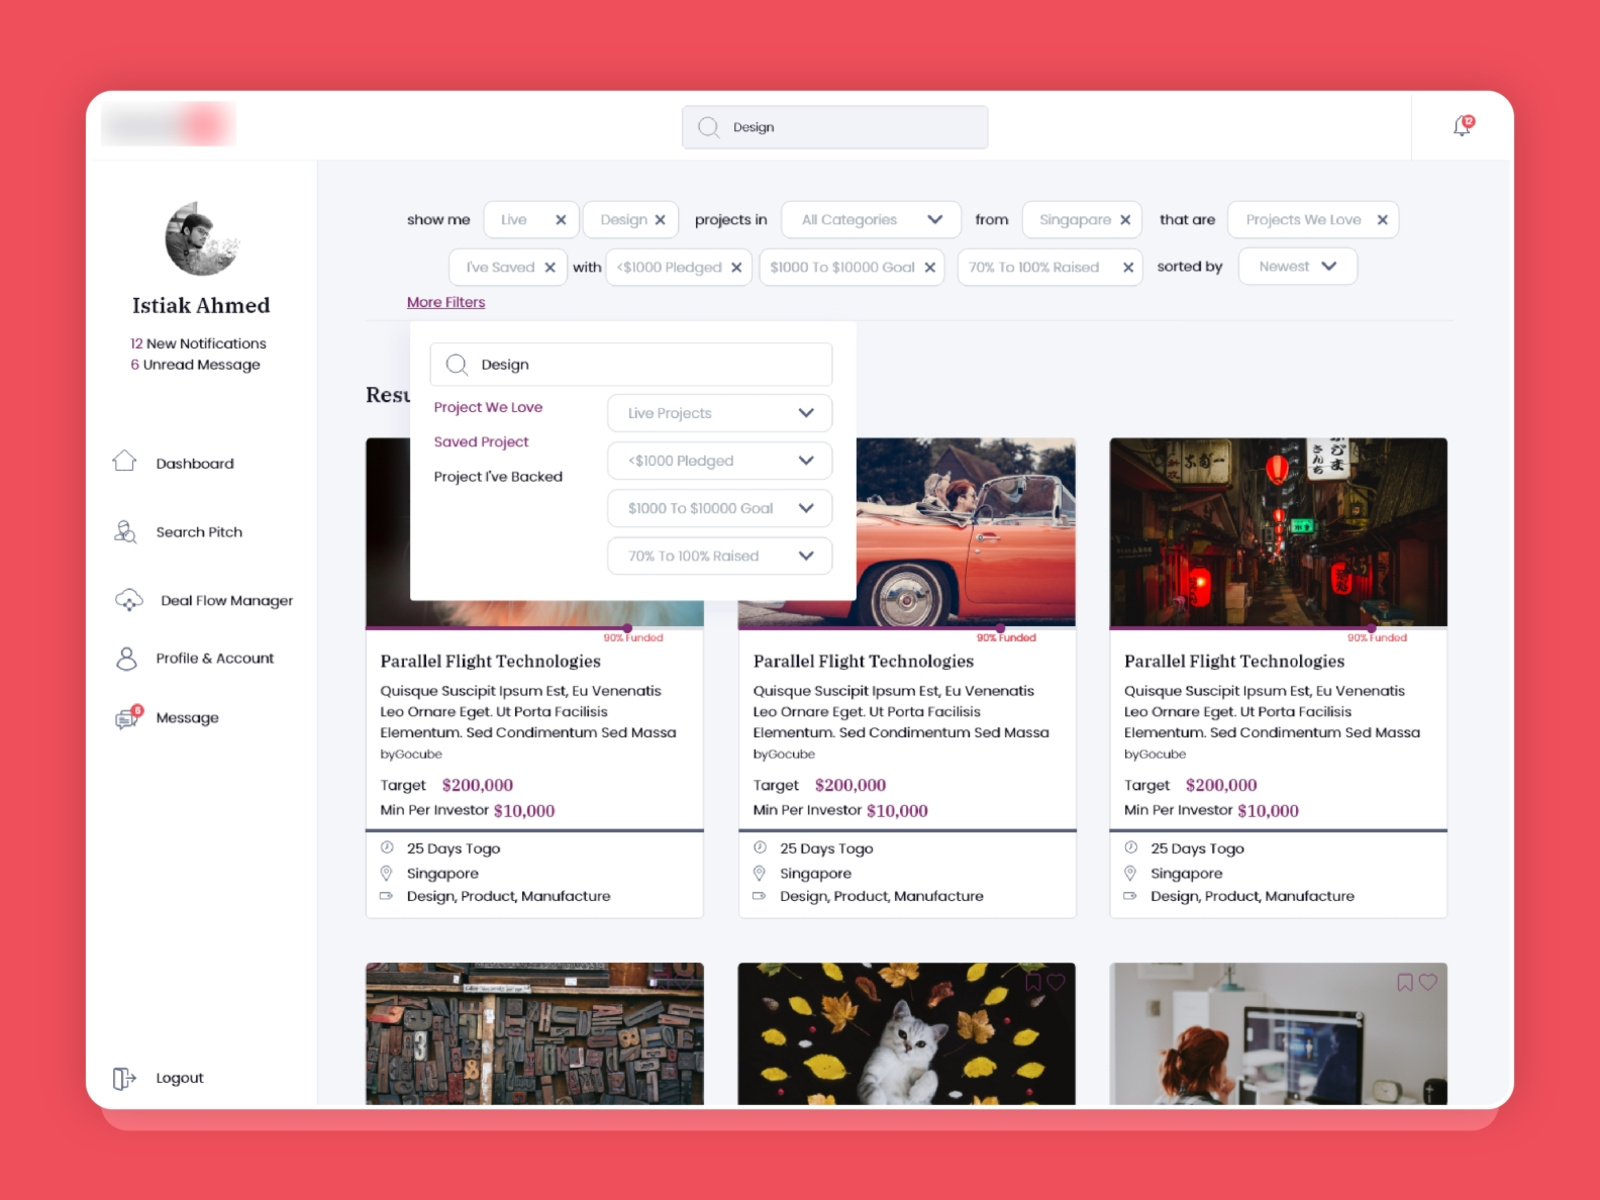 Design
12
Istiak Ahmed
12 New Notifications
6 Unread Message
Dashboard
Search Pitch
Deal Flow Manager
Profile & Account
6
Message
Logout
show me Live Design projects in All Categories from Singapare that are Projects We Love
I've Saved with <$1000 Pledged $1000 To $10000 Goal 70% To 100% Raised sorted by Newest
More Filters
Design
Project We Love
Saved Project
Project I've Backed
Live Projects
<$1000 Pledged
$1000 To $10000 Goal
70% To 100% Raised
90% Funded
Parallel Flight Technologies
Quisque Suscipit Ipsum Est, Eu Venenatis
Leo Ornare Eget. Ut Porta Facilisis
Elementum. Sed Condimentum Sed Massa
byGocube
Target $200,000
Min Per Investor $10,000
25 Days Togo
Singapore
Design, Product, Manufacture
90% Funded
Parallel Flight Technologies
Quisque Suscipit Ipsum Est, Eu Venenatis
Leo Ornare Eget. Ut Porta Facilisis
Elementum. Sed Condimentum Sed Massa
byGocube
Target $200,000
Min Per Investor $10,000
25 Days Togo
Singapore
Design, Product, Manufacture
90% Funded
Parallel Flight Technologies
Quisque Suscipit Ipsum Est, Eu Venenatis
Leo Ornare Eget. Ut Porta Facilisis
Elementum. Sed Condimentum Sed Massa
byGocube
Target $200,000
Min Per Investor $10,000
25 Days Togo
Singapore
Design, Product, Manufacture